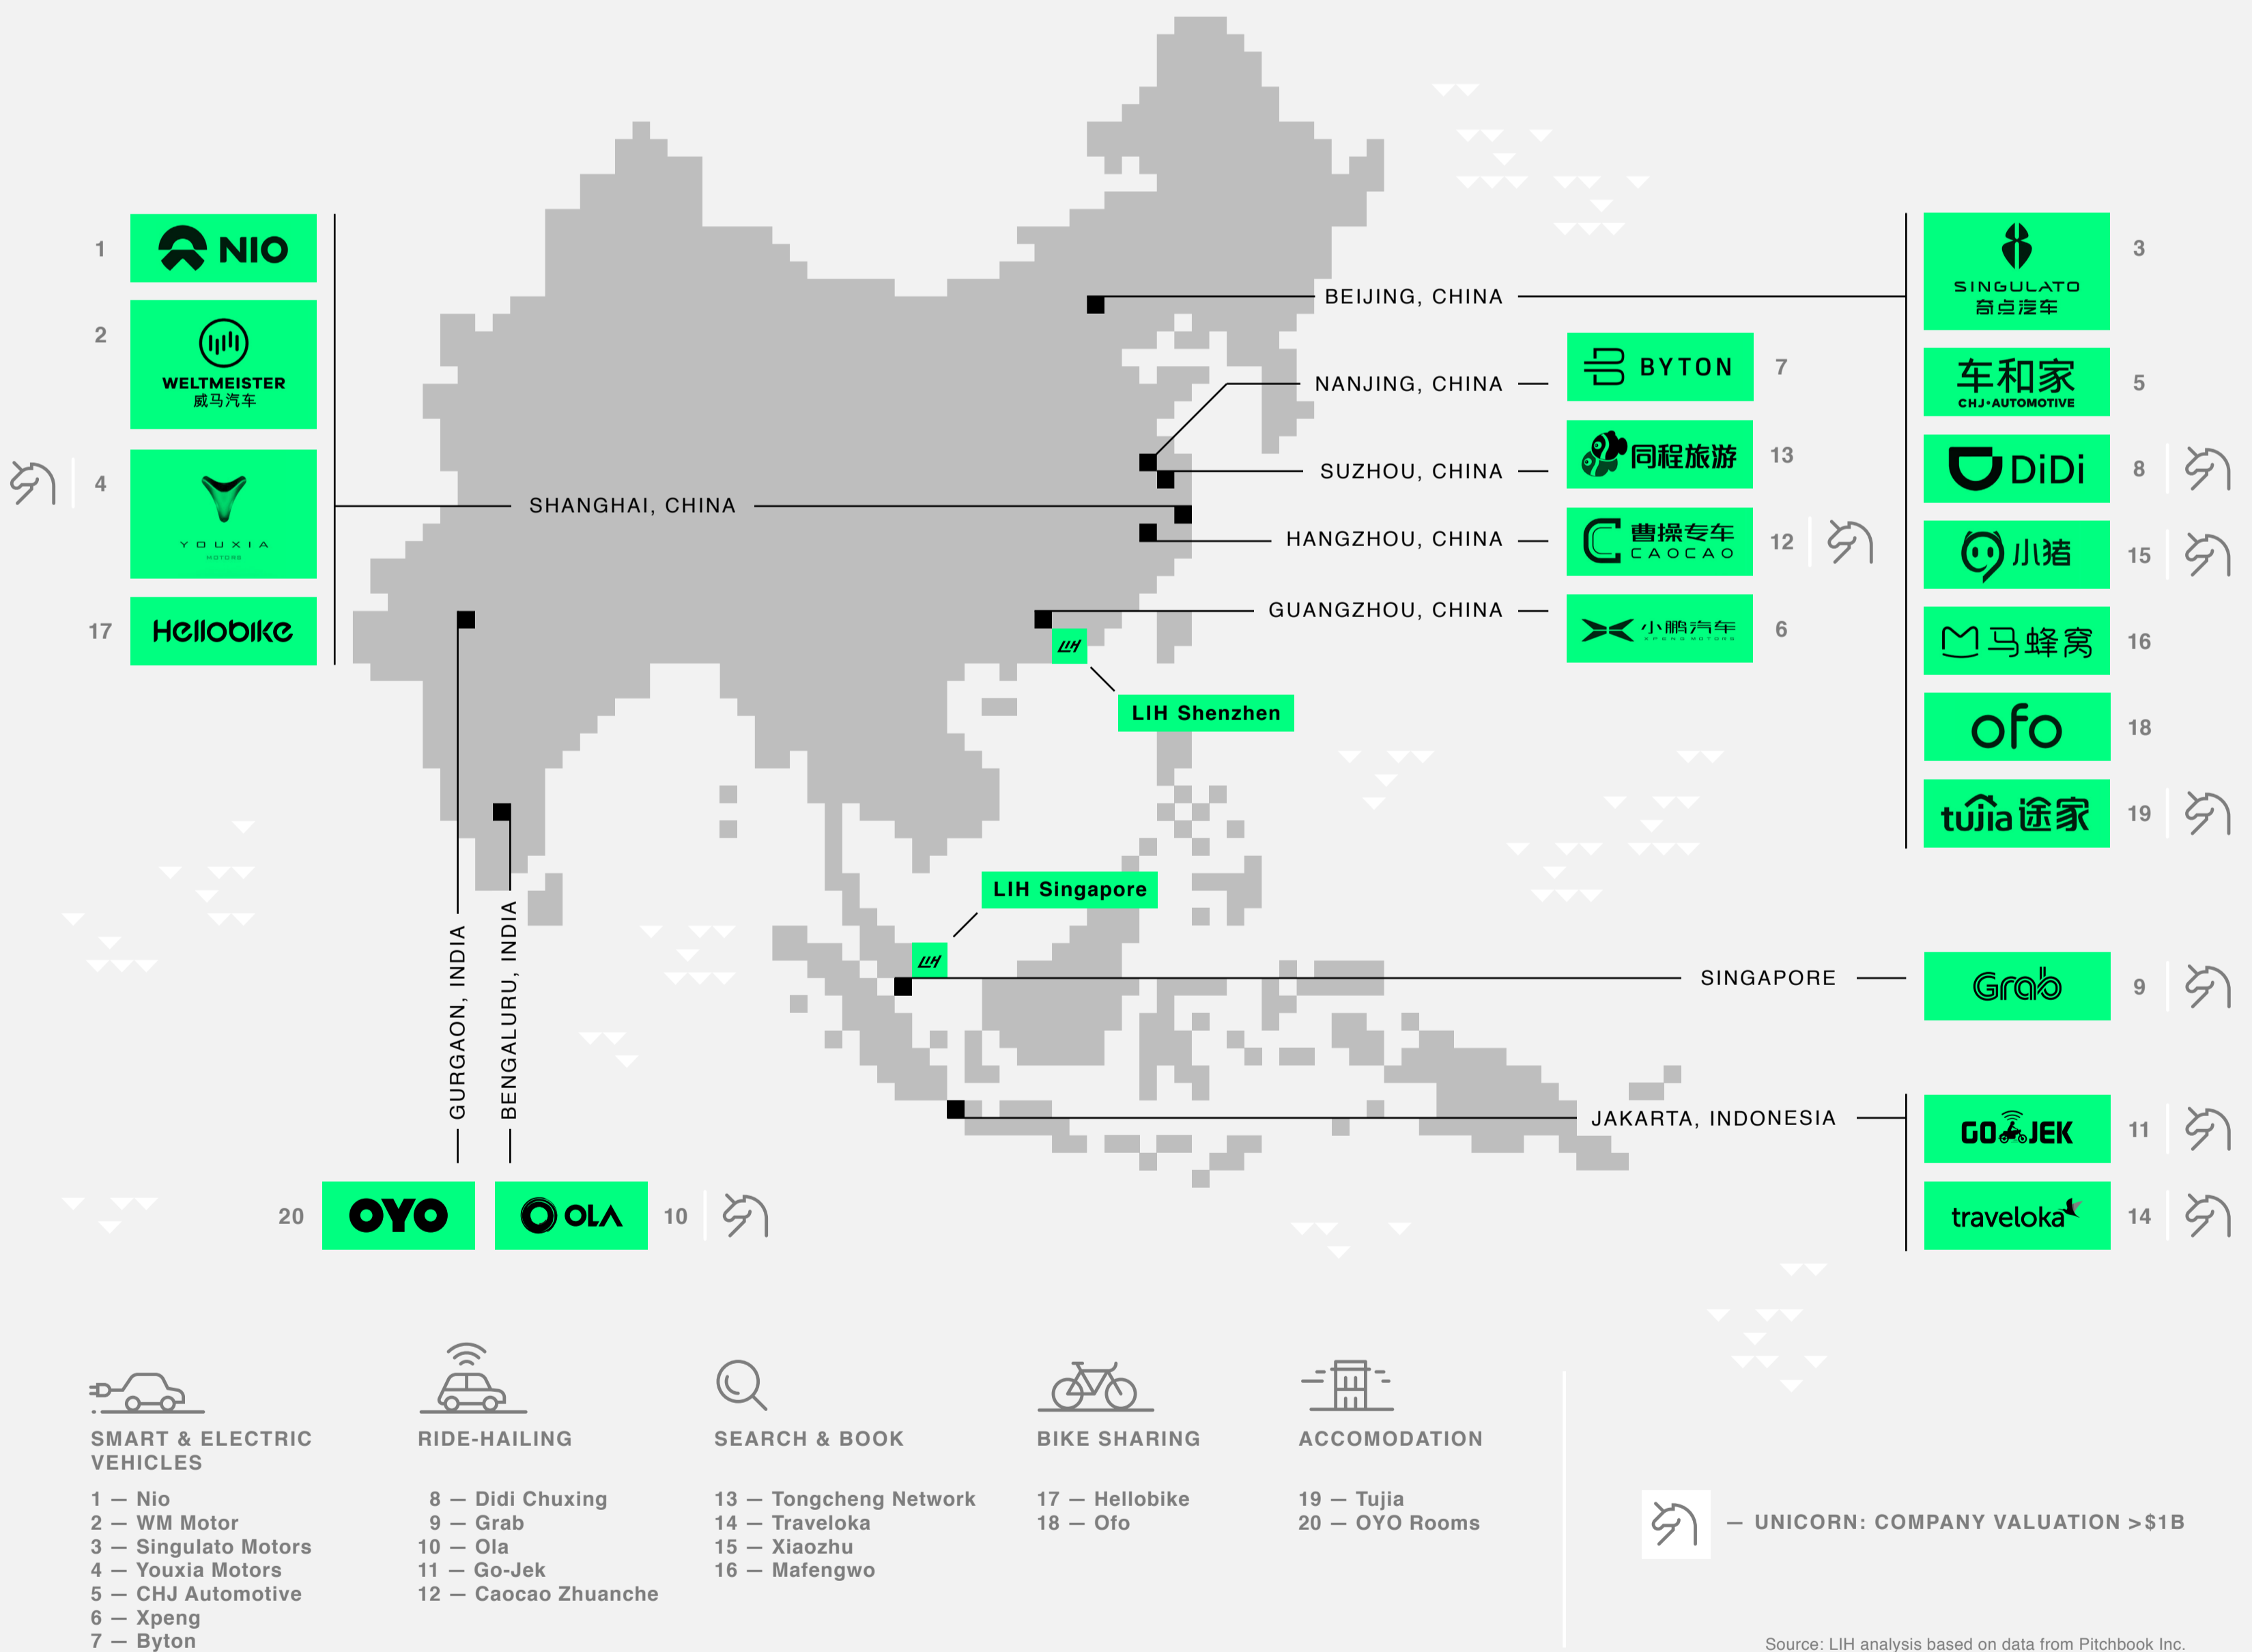 1
NIO
2
WELTMEISTER
威马汽车
4
YOUXIA
MOTORS
17
Hellobike
SHANGHAI, CHINA
BEIJING, CHINA
NANJING, CHINA
SUZHOU, CHINA
HANGZHOU, CHINA
GUANGZHOU, CHINA
BYTON
7
同程旅游
13
曹操专车
CAOCAO
12
小鹏汽车
XPENG MOTORS
6
SINGULATO
奇点汽车
3
车和家
CHJ·AUTOMOTIVE
5
DiDi
8
小猪
15
马蜂窝
16
ofo
18
tujia途家
19
LIH
LIH Shenzhen
LIH Singapore
LIH
SINGAPORE
Grab
9
JAKARTA, INDONESIA
GO JEK
11
traveloka
14
GURGAON, INDIA
BENGALURU, INDIA
20
OYO
OLA
10
SMART & ELECTRIC
VEHICLES
1 — Nio
2 — WM Motor
3 — Singulato Motors
4 — Youxia Motors
5 — CHJ Automotive
6 — Xpeng
7 — Byton
RIDE-HAILING
8 — Didi Chuxing
9 — Grab
10 — Ola
11 — Go-Jek
12 — Caocao Zhuanche
SEARCH & BOOK
13 — Tongcheng Network
14 — Traveloka
15 — Xiaozhu
16 — Mafengwo
BIKE SHARING
17 — Hellobike
18 — Ofo
ACCOMODATION
19 — Tujia
20 — OYO Rooms
— UNICORN: COMPANY VALUATION >$1B
Source: LIH analysis based on data from Pitchbook Inc.